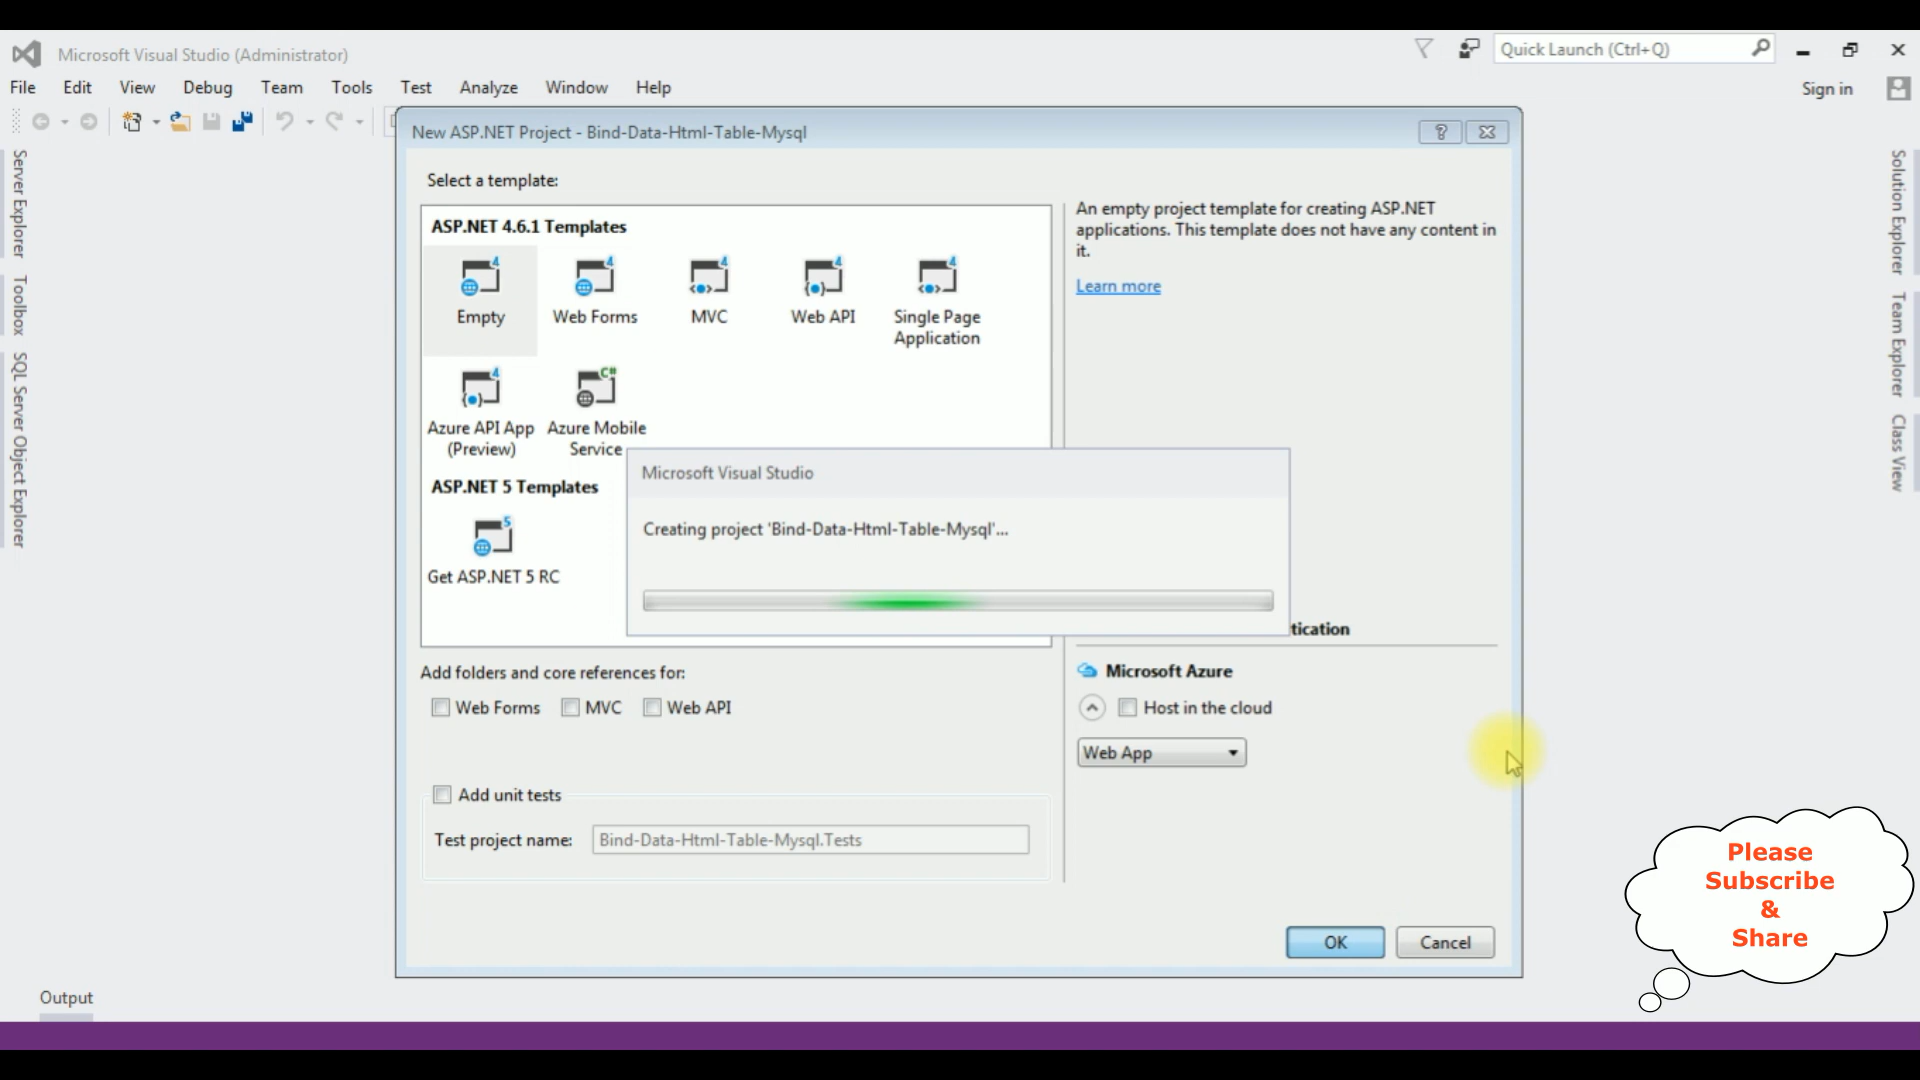 Microsoft Visual Studio (Administrator)
Quick Launch (Ctrl+Q)
File Edit View Debug Team Tools Test Analyze Window Help
Sign in
Server Explorer
Toolbox
SQL Server Object Explorer
New ASP.NET Project - Bind-Data-Html-Table-Mysql
?
Select a template:
ASP.NET 4.6.1 Templates
4
Empty
4
Web Forms
4
MVC
4
Web API
4
Single Page
Application
4
Azure API App
(Preview)
C#
Azure Mobile
Service
ASP.NET 5 Templates
5
Get ASP.NET 5 RC
An empty project template for creating ASP.NET
applications. This template does not have any content in
it.
Learn more
Microsoft Visual Studio
Creating project 'Bind-Data-Html-Table-Mysql'...
tication
Add folders and core references for:
Web Forms MVC Web API
Add unit tests
Test project name: Bind-Data-Html-Table-Mysql.Tests
Microsoft Azure
Host in the cloud
Web App
OK
Cancel
Solution Explorer
Team Explorer
Class View
Please
Subscribe
&
Share
Output